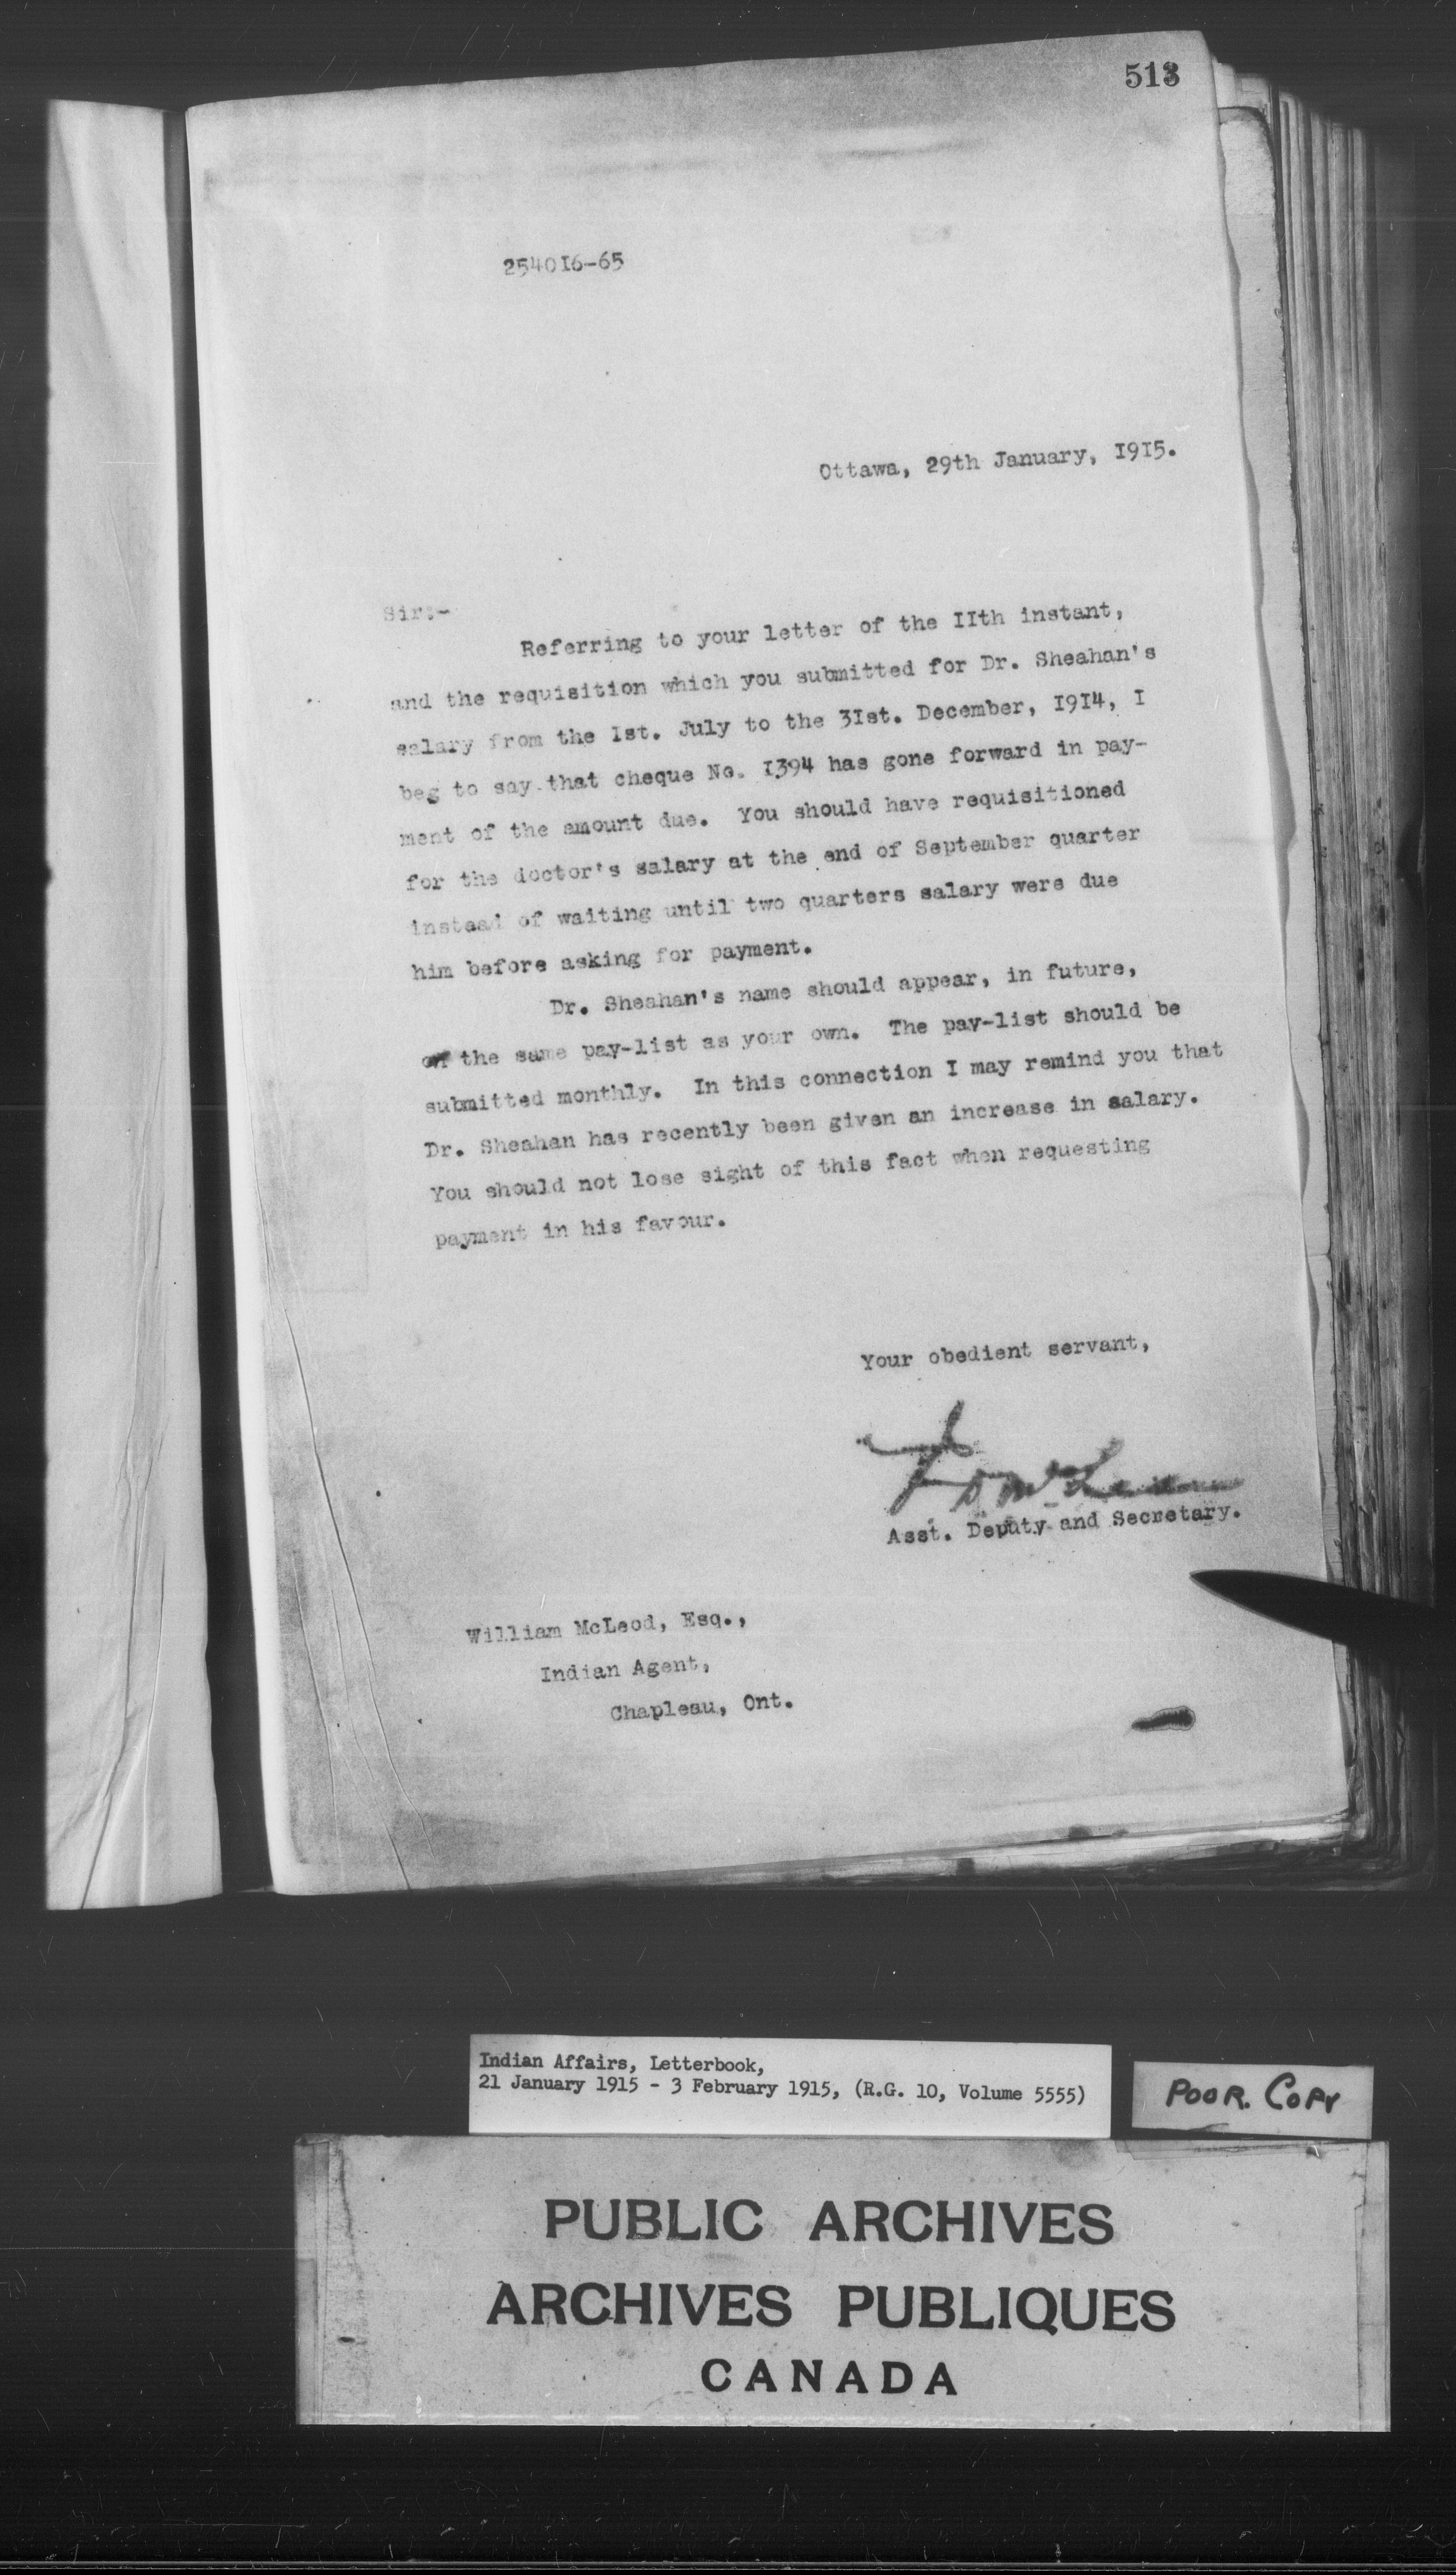 513
254016-65
Ottawa, 29th January, 1915.
Sir:-
Referring to your letter of the IIth instant,
and the requisition which you submitted for Dr. Sheahan's
salary from the Ist. July to the 3Ist. December, 1914, I
beg to say that cheque No. 1394 has gone forward in pay-
ment of the amount due. You should have requisitioned
for the doctor's salary at the end of September quarter
instead of waiting until two quarters salary were due
him before asking for payment.
Dr. Sheahan's name should appear, in future,
on the same pay-list as your own. The pay-list should be
submitted monthly. In this connection I may remind you that
Dr. Sheahan has recently been given an increase in salary.
You should not lose sight of this fact when requesting
payment in his favour.
Your obedient servant,
J D McLean
Asst. Deputy and Secretary.
William McLeod, Esq.,
Indian Agent,
Chapleau, Ont.
Indian Affairs, Letterbook,
21 January 1915 - 3 February 1915, (R.G. 10, Volume 5555)
POOR. COPY
PUBLIC ARCHIVES
ARCHIVES PUBLIQUES
CANADA